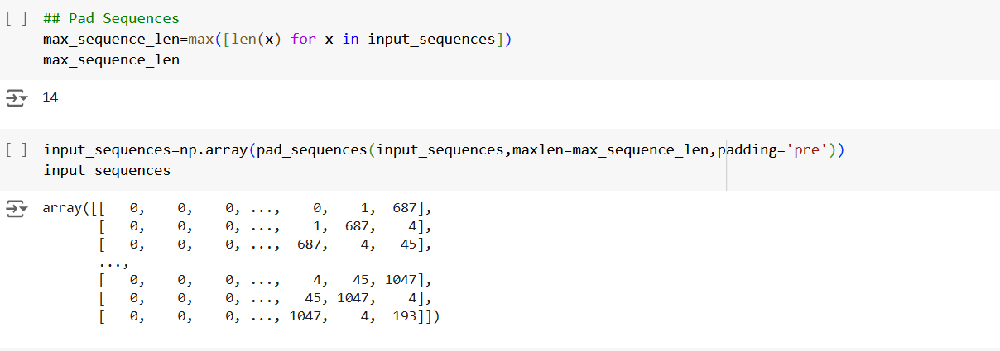 [ ] ## Pad Sequences
max_sequence_len=max([len(x) for x in input_sequences])
max_sequence_len
14
[ ] input_sequences=np.array(pad_sequences(input_sequences,maxlen=max_sequence_len,padding='pre'))
input_sequences
array([[   0,    0,    0, ...,    0,    1,  687],
       [   0,    0,    0, ...,    1,  687,    4],
       [   0,    0,    0, ...,  687,    4,   45],
       ...,
       [   0,    0,    0, ...,    4,   45, 1047],
       [   0,    0,    0, ...,   45, 1047,    4],
       [   0,    0,    0, ..., 1047,    4,  193]])